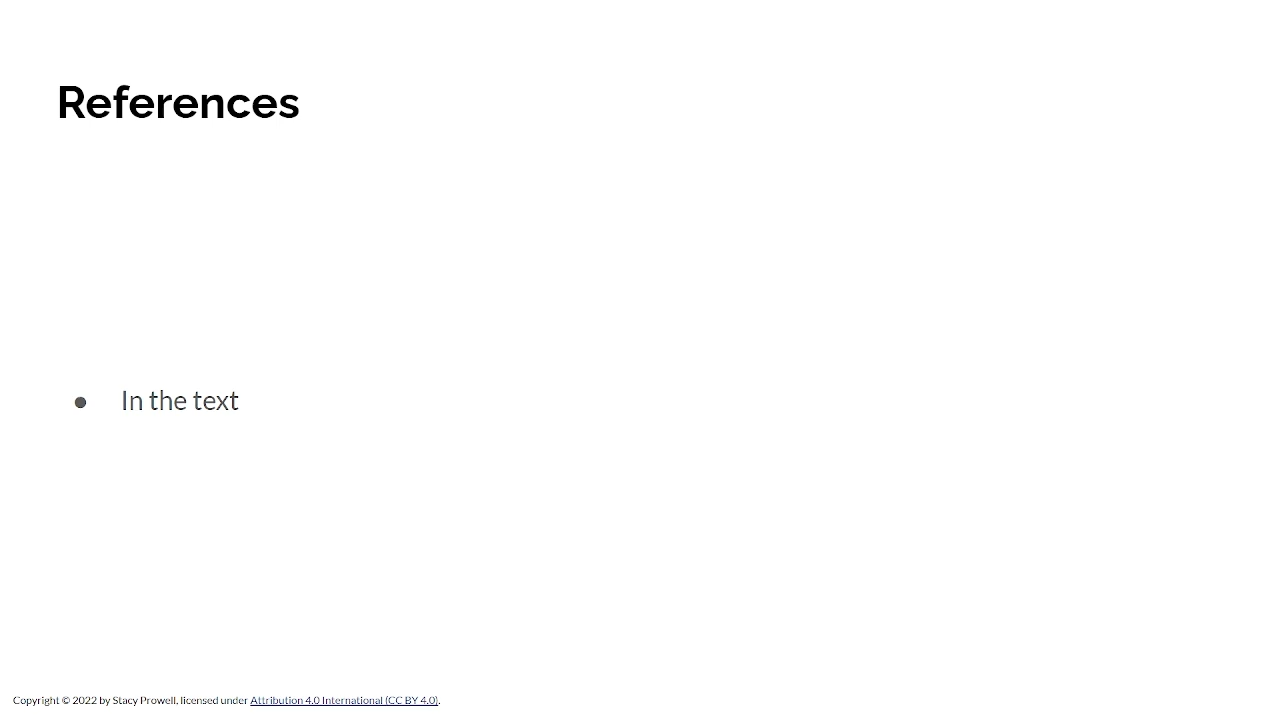 References
● In the text
Copyright © 2022 by Stacy Prowell, licensed under Attribution 4.0 International (CC BY 4.0).